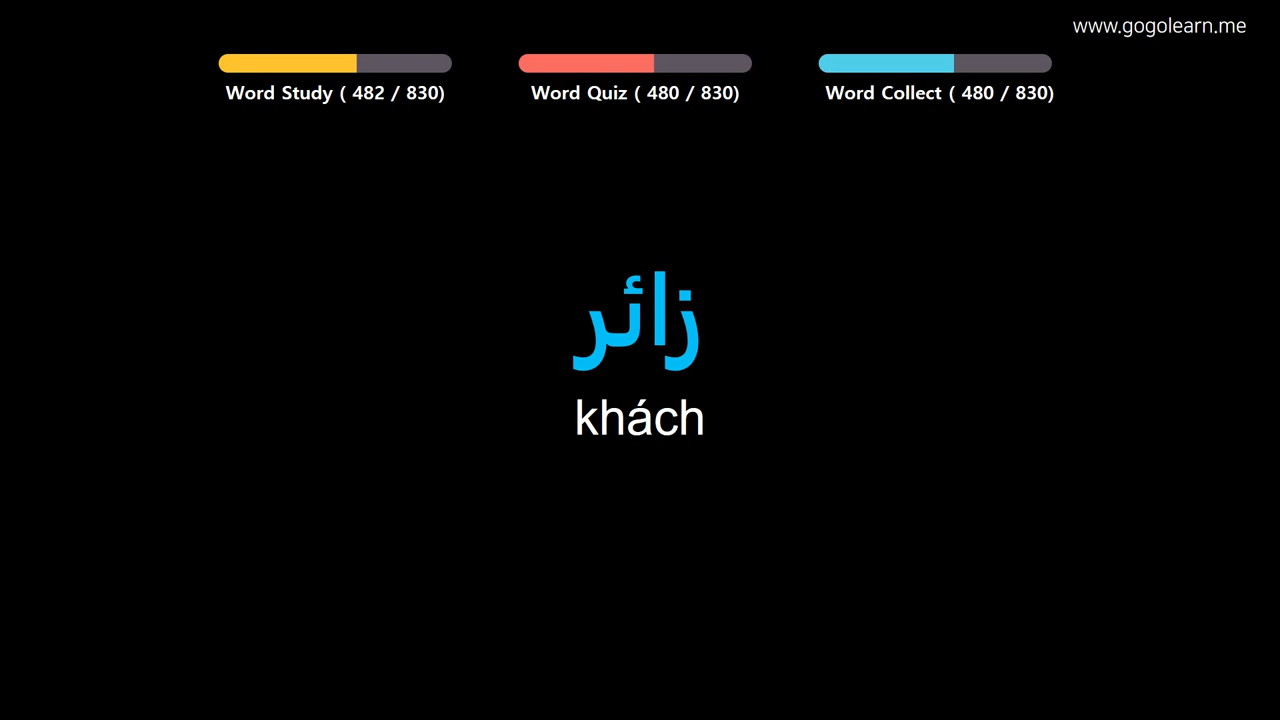 www.gogolearn.me
Word Study ( 482 / 830)
Word Quiz ( 480 / 830)
Word Collect ( 480 / 830)
زائر
khách